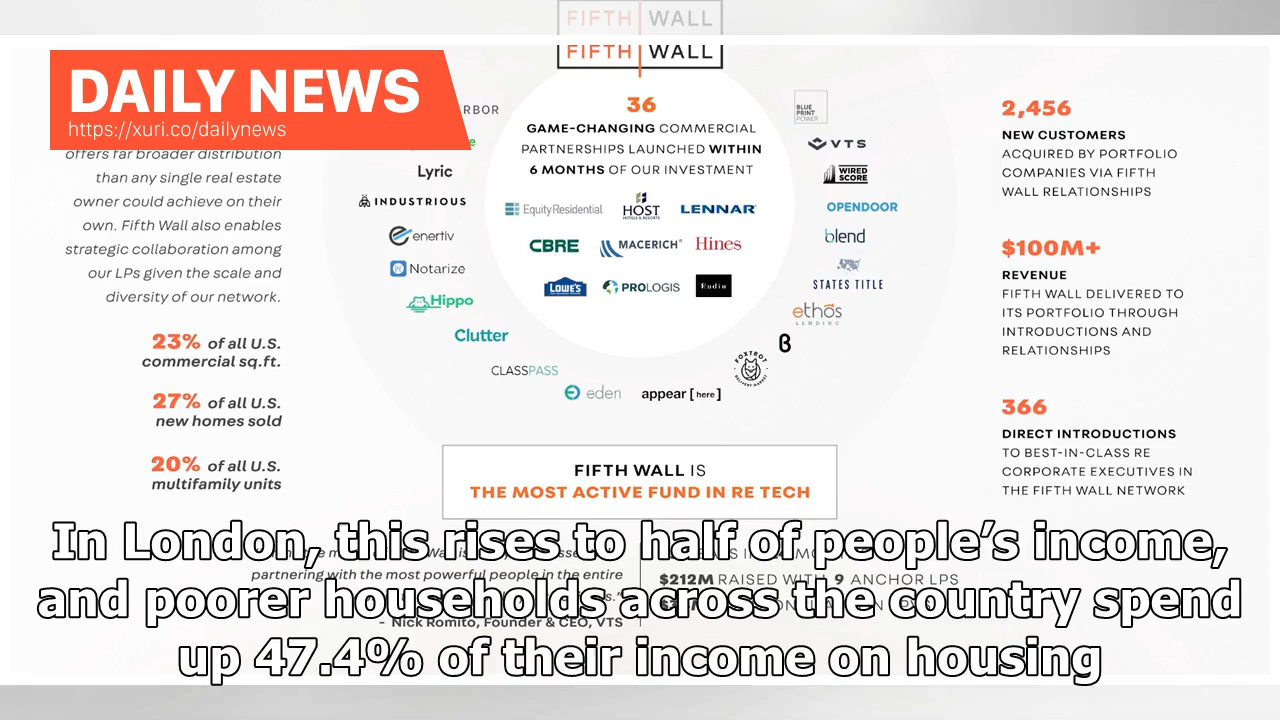 FIFTH WALL
FIFTH WALL
DAILY NEWS
https://xuri.co/dailynews
offers far broader distribution
than any single real estate
owner could achieve on their
own. Fifth Wall also enables
strategic collaboration among
our LPs given the scale and
diversity of our network.
23% of all U.S.
commercial sq.ft.
27% of all U.S.
new homes sold
20% of all U.S.
multifamily units
RBOR
Lyric
INDUSTRIOUS
enertiv
Notarize
Hippo
Clutter
CLASSPASS
eden
appear [here]
36
GAME-CHANGING COMMERCIAL
PARTNERSHIPS LAUNCHED WITHIN
6 MONTHS OF OUR INVESTMENT
EquityResidential
HOST
HOTELS & RESORTS
LENNAR
CBRE
MACERICH
Hines
LOWE'S
PROLOGIS
Rudin
BLUE
PRINT
POWER
VTS
WIRED
SCORE
OPENDOOR
blend
STATES TITLE
ethos
LENDING
β
FOXTROT
DELIVERY MARKET
2,456
NEW CUSTOMERS
ACQUIRED BY PORTFOLIO
COMPANIES VIA FIFTH
WALL RELATIONSHIPS
$100M+
REVENUE
FIFTH WALL DELIVERED TO
ITS PORTFOLIO THROUGH
INTRODUCTIONS AND
RELATIONSHIPS
366
DIRECT INTRODUCTIONS
TO BEST-IN-CLASS RE
CORPORATE EXECUTIVES IN
THE FIFTH WALL NETWORK
FIFTH WALL IS
THE MOST ACTIVE FUND IN RE TECH
partnering with the most powerful people in the entire
- Nick Romito, Founder & CEO, VTS
$212M RAISED WITH 9 ANCHOR LPS
In London, this rises to half of people's income,
and poorer households across the country spend
up 47.4% of their income on housing